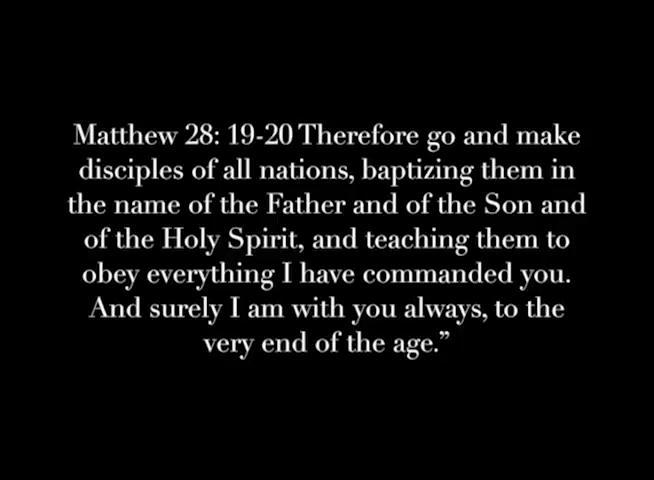 Matthew 28: 19-20 Therefore go and make
disciples of all nations, baptizing them in
the name of the Father and of the Son and
of the Holy Spirit, and teaching them to
obey everything I have commanded you.
And surely I am with you always, to the
very end of the age.”